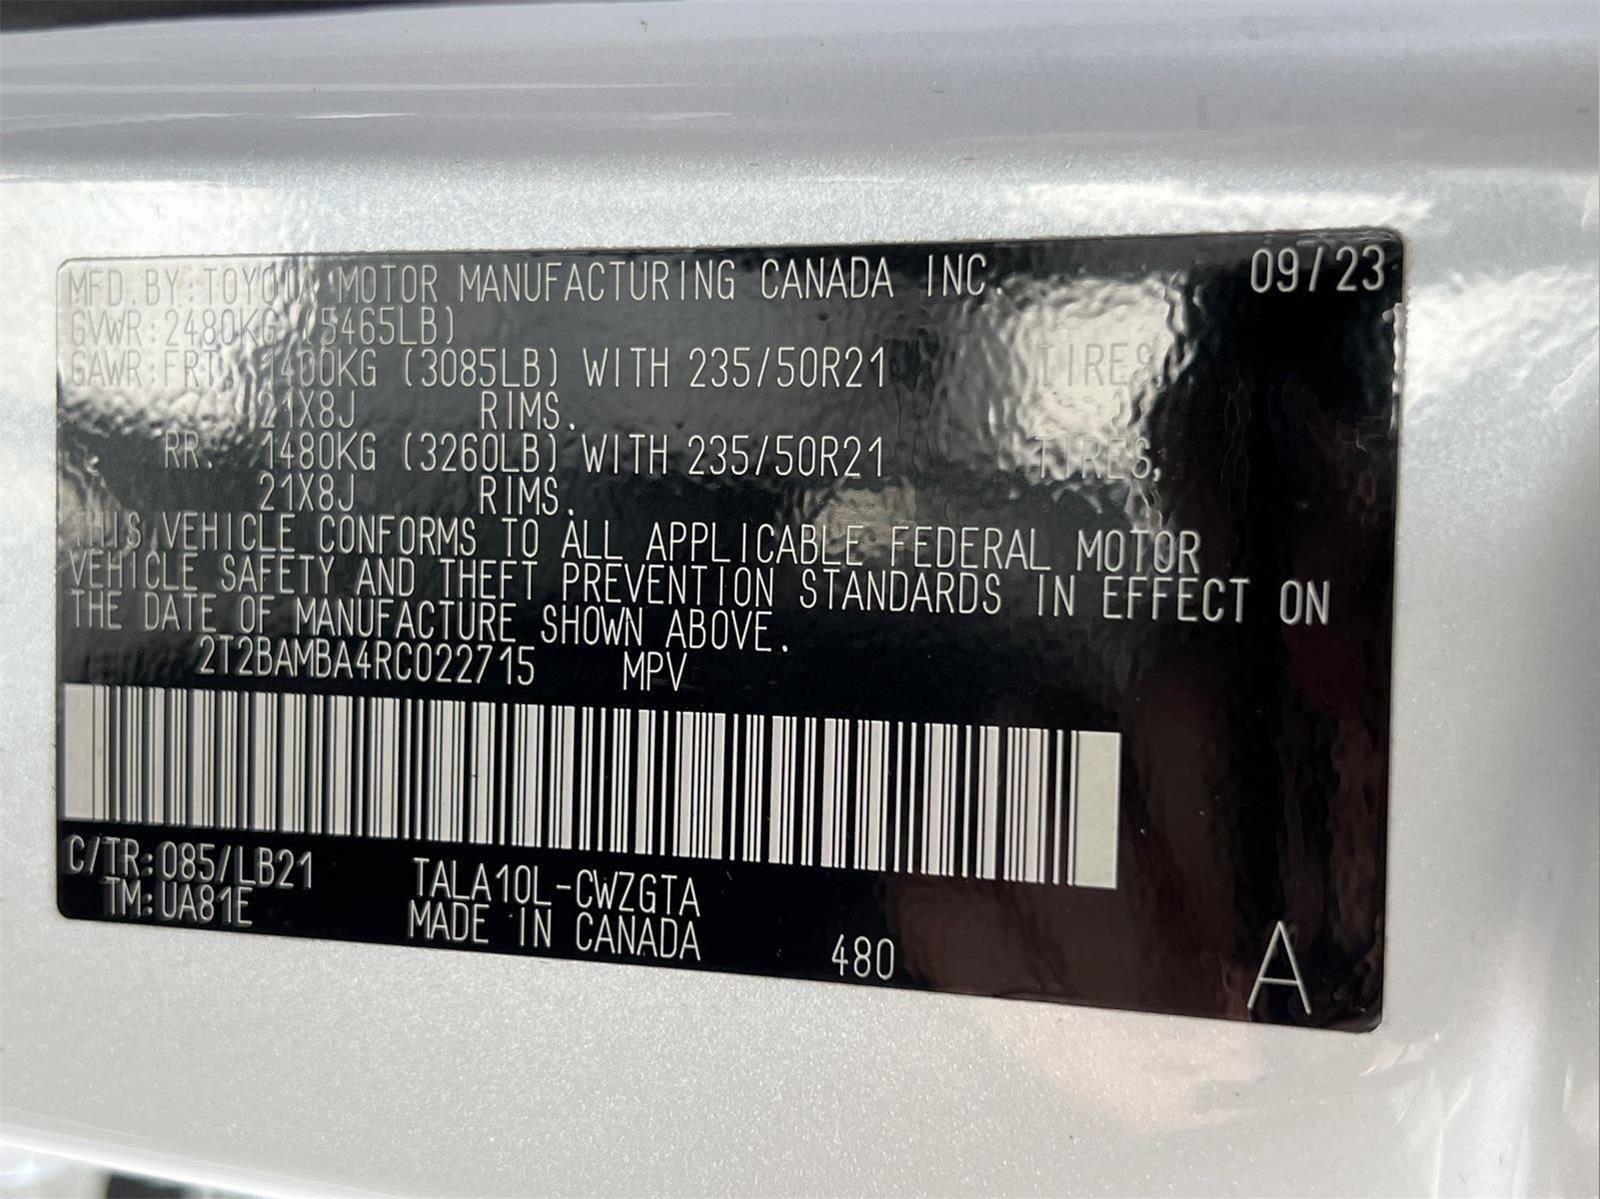 MFD. BY: TOYOTA MOTOR MANUFACTURING CANADA INC. 09/23
GVWR: 2480KG (5465LB)
GAWR: FRT. 1400KG (3085LB) WITH 235/50R21 TIRES,
21X8J RIMS.
RR. 1480KG (3260LB) WITH 235/50R21 TIRES,
21X8J RIMS.
THIS VEHICLE CONFORMS TO ALL APPLICABLE FEDERAL MOTOR
VEHICLE SAFETY AND THEFT PREVENTION STANDARDS IN EFFECT ON
THE DATE OF MANUFACTURE SHOWN ABOVE.
2T2BAMBA4RC022715 MPV
C/TR: 085/LB21 TALA10L-CWZGTA
TM: UA81E MADE IN CANADA 480 A